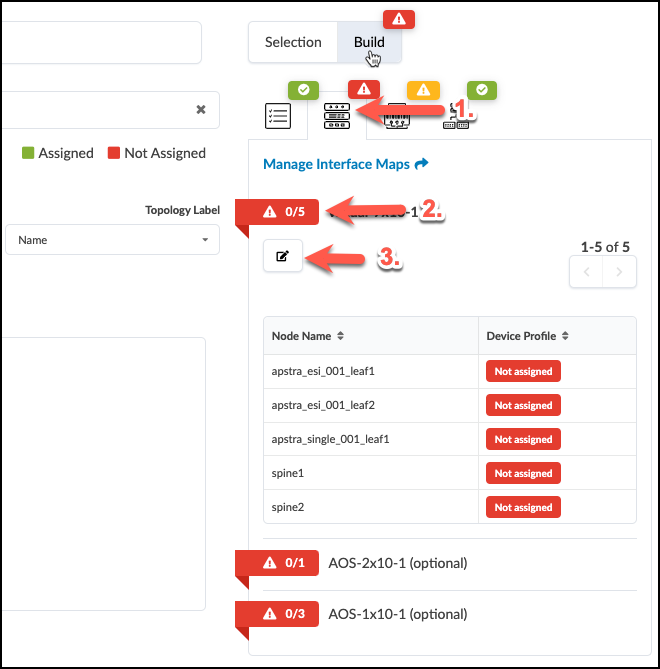 Selection
Build
1.
Assigned
Not Assigned
Manage Interface Maps
Topology Label
0/5
2.
Name
3.
1-5 of 5
Node Name
Device Profile
apstra_esi_001_leaf1
Not assigned
apstra_esi_001_leaf2
Not assigned
apstra_single_001_leaf1
Not assigned
spine1
Not assigned
spine2
Not assigned
0/1
AOS-2x10-1 (optional)
0/3
AOS-1x10-1 (optional)